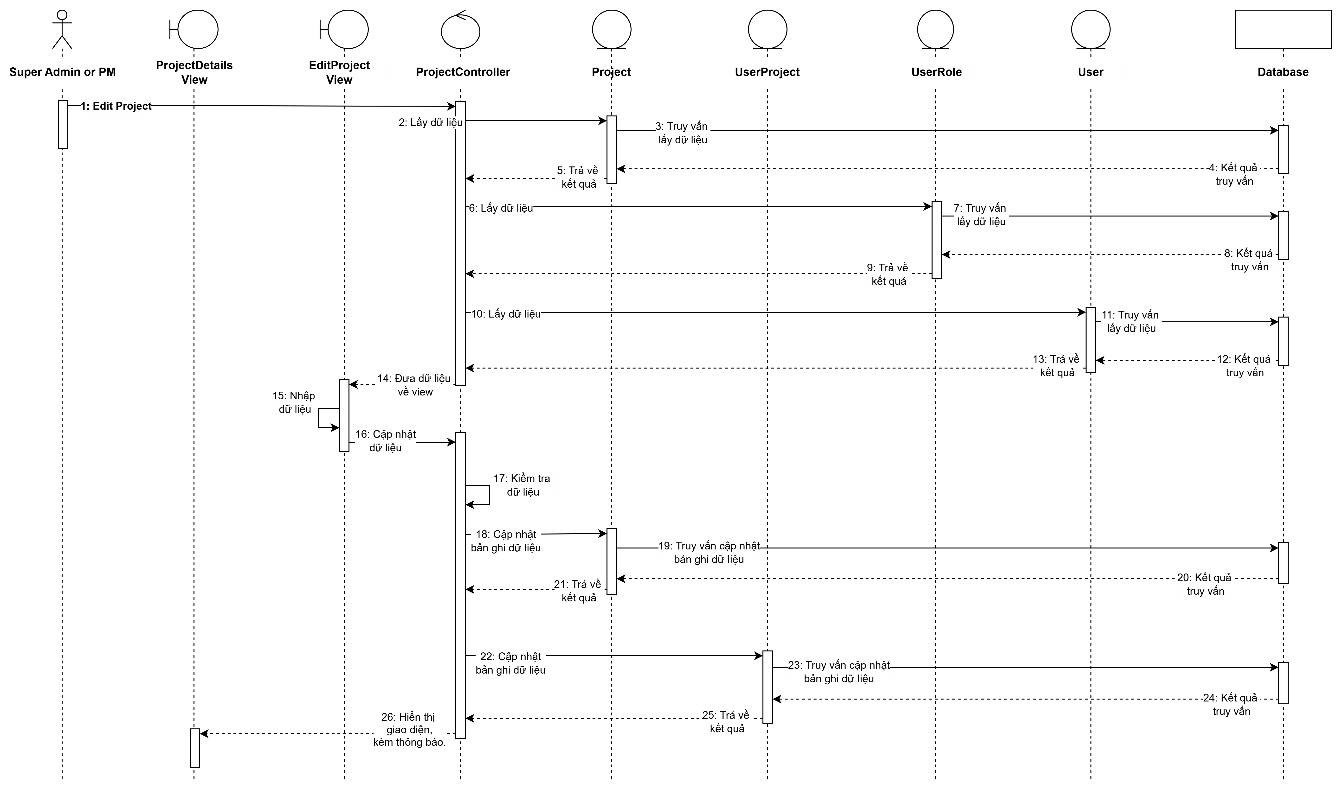 Super Admin or PM
ProjectDetails
View
EditProject
View
ProjectController
Project
UserProject
UserRole
User
Database
1: Edit Project
2: Lấy dữ liệu
3: Truy vấn
lấy dữ liệu
4: Kết quả
truy vấn
5: Trả về
kết quả
6: Lấy dữ liệu
7: Truy vấn
lấy dữ liệu
8: Kết quả
truy vấn
9: Trả về
kết quả
10: Lấy dữ liệu
11: Truy vấn
lấy dữ liệu
12: Kết quả
truy vấn
13: Trả về
kết quả
14: Đưa dữ liệu
về view
15: Nhập
dữ liệu
16: Cập nhật
dữ liệu
17: Kiểm tra
dữ liệu
18: Cập nhật
bản ghi dữ liệu
19: Truy vấn cập nhật
bản ghi dữ liệu
20: Kết quả
truy vấn
21: Trả về
kết quả
22: Cập nhật
bản ghi dữ liệu
23: Truy vấn cập nhật
bản ghi dữ liệu
24: Kết quả
truy vấn
25: Trả về
kết quả
26: Hiển thị
giao diện,
kèm thông báo.